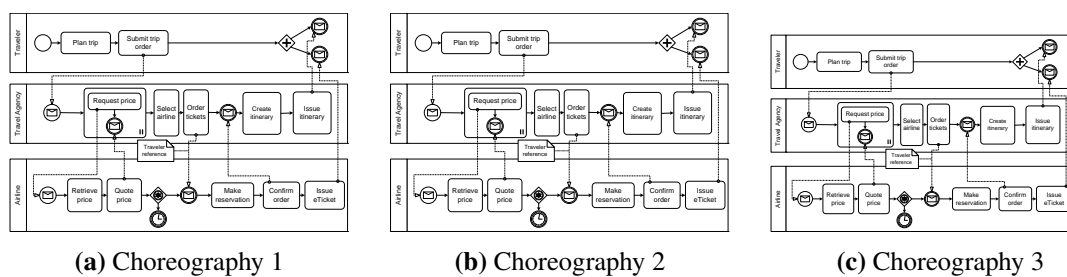 Traveler
Plan trip
Submit trip
order
Travel Agency
Request price
Select
airline
Order
tickets
Create
itinerary
Issue
itinerary
Traveler
reference
Airline
Retrieve
price
Quote
price
Make
reservation
Confirm
order
Issue
eTicket
(a) Choreography 1
Traveler
Plan trip
Submit trip
order
Travel Agency
Request price
Select
airline
Order
tickets
Create
itinerary
Issue
itinerary
Traveler
reference
Airline
Retrieve
price
Quote
price
Make
reservation
Confirm
order
Issue
eTicket
(b) Choreography 2
Traveler
Plan trip
Submit trip
order
Travel Agency
Request price
Select
airline
Order
tickets
Create
itinerary
Issue
itinerary
Traveler
reference
Airline
Retrieve
price
Quote
price
Make
reservation
Confirm
order
Issue
eTicket
(c) Choreography 3